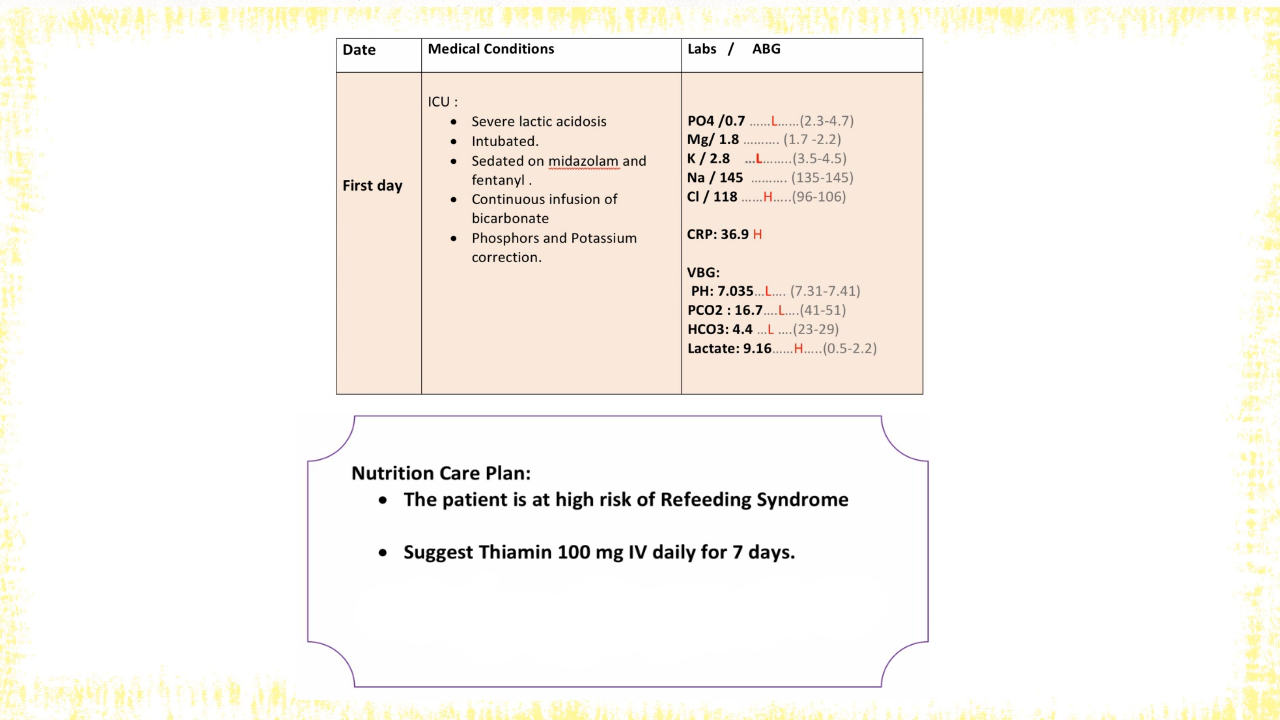 Date Medical Conditions Labs / ABG
First day
ICU :
• Severe lactic acidosis
• Intubated.
• Sedated on midazolam and
fentanyl .
• Continuous infusion of
bicarbonate
• Phosphors and Potassium
correction.
PO4 /0.7 ......L......(2.3-4.7)
Mg/ 1.8 .......... (1.7 -2.2)
K / 2.8 ...L........(3.5-4.5)
Na / 145 .......... (135-145)
Cl / 118 ......H.....(96-106)
CRP: 36.9 H
VBG:
PH: 7.035...L.... (7.31-7.41)
PCO2 : 16.7....L....(41-51)
HCO3: 4.4 ...L ....(23-29)
Lactate: 9.16......H.....(0.5-2.2)
Nutrition Care Plan:
• The patient is at high risk of Refeeding Syndrome
• Suggest Thiamin 100 mg IV daily for 7 days.